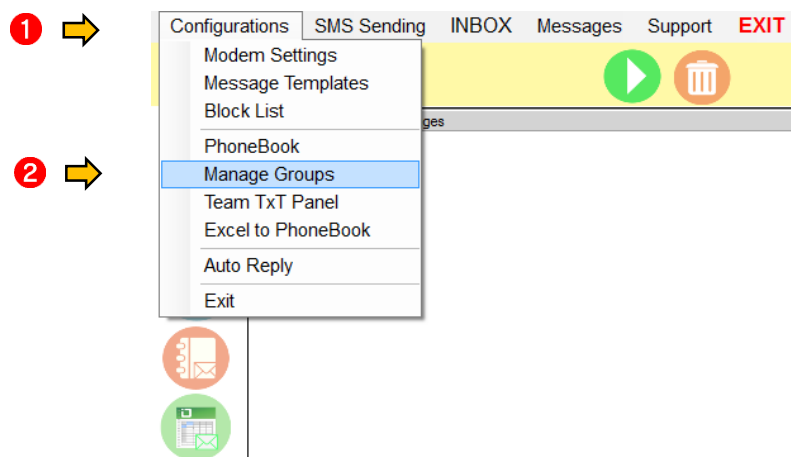 1 Configurations SMS Sending INBOX Messages Support EXIT
Modem Settings
Message Templates
Block List
PhoneBook
2 Manage Groups
Team TxT Panel
Excel to PhoneBook
Auto Reply
Exit